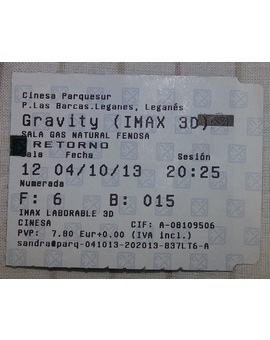 Cinesa Parquesur
P.Las Barcas.Leganes, Leganés
Gravity (IMAX 3D)
SALA GAS NATURAL FENOSA
RETORNO
Sala Fecha Sesión
12 04/10/13 20:25
Numerada
F: 6 B: 015
IMAX LABORABLE 3D
CINESA CIF: A-08109506
PVP: 7.80 Eur+0.00 (IVA incl.)
sandra@parq-041013-202013-B37LT6-A